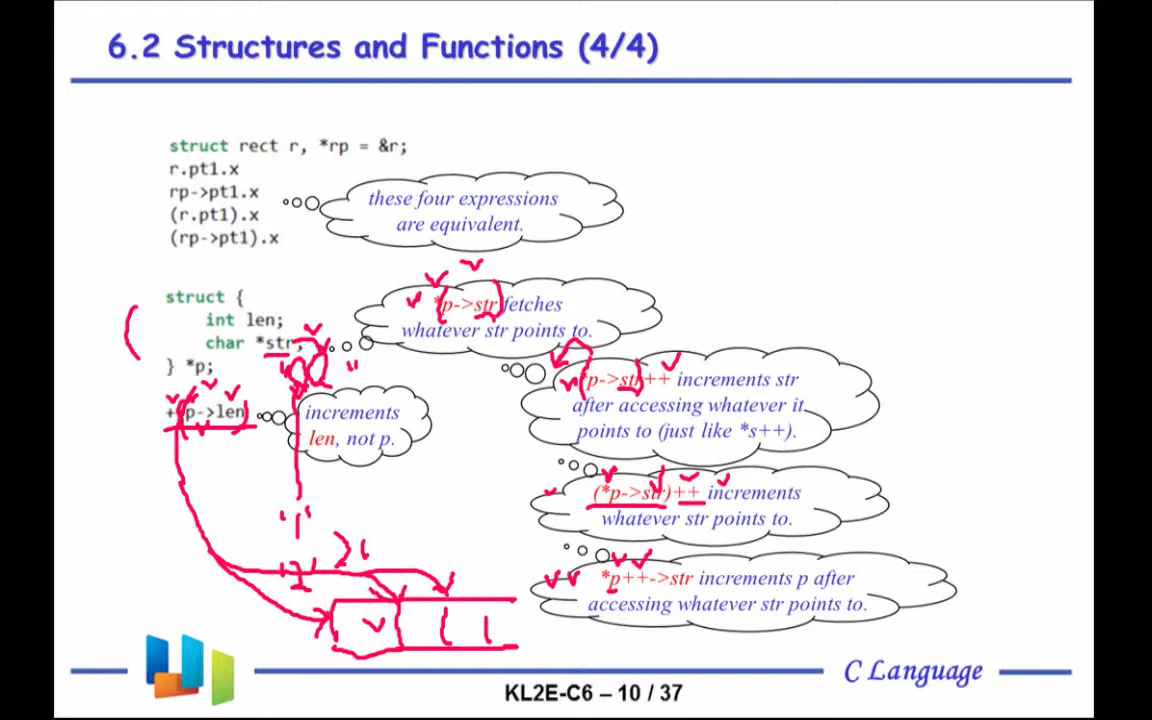 6.2 Structures and Functions (4/4)
struct rect r, *rp = &r;
r.pt1.x
rp->pt1.x
(r.pt1).x
(rp->pt1).x
these four expressions
are equivalent.
struct {
int len;
char *str;
} *p;
*p->str fetches
whatever str points to.
p->len
increments
len, not p.
*p->str++ increments str
after accessing whatever it
points to (just like *s++).
(*p->str)++ increments
whatever str points to.
*p++->str increments p after
accessing whatever str points to.
C Language
KL2E-C6 – 10 / 37